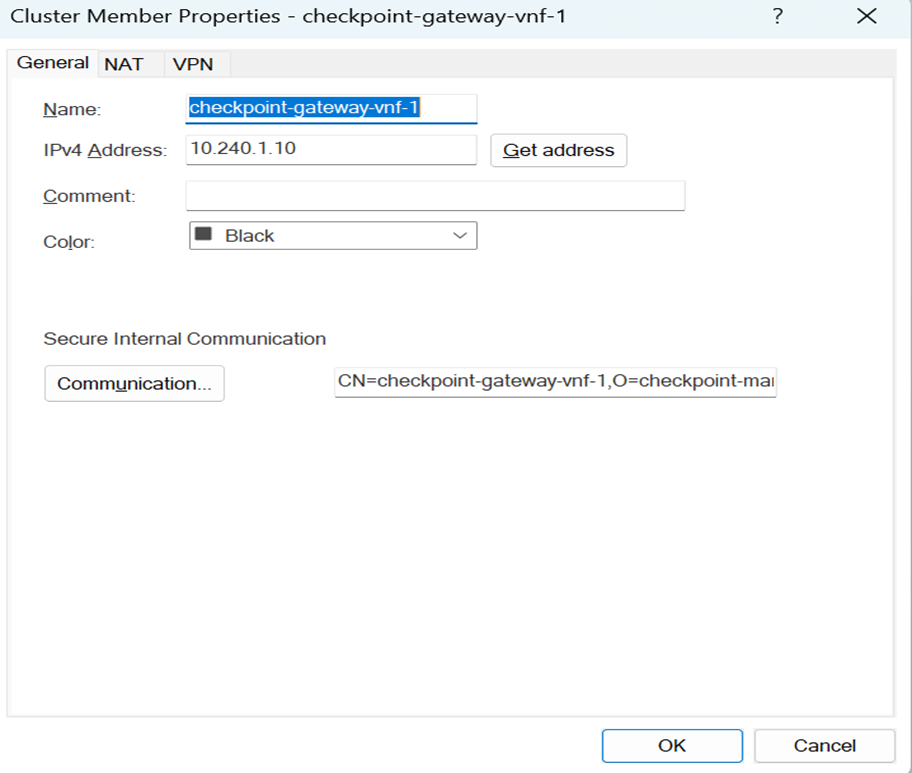 Cluster Member Properties - checkpoint-gateway-vnf-1 ?
General NAT VPN
Name: checkpoint-gateway-vnf-1
IPv4 Address: 10.240.1.10 Get address
Comment:
Color: Black
Secure Internal Communication
Communication... CN=checkpoint-gateway-vnf-1,O=checkpoint-mar
OK Cancel